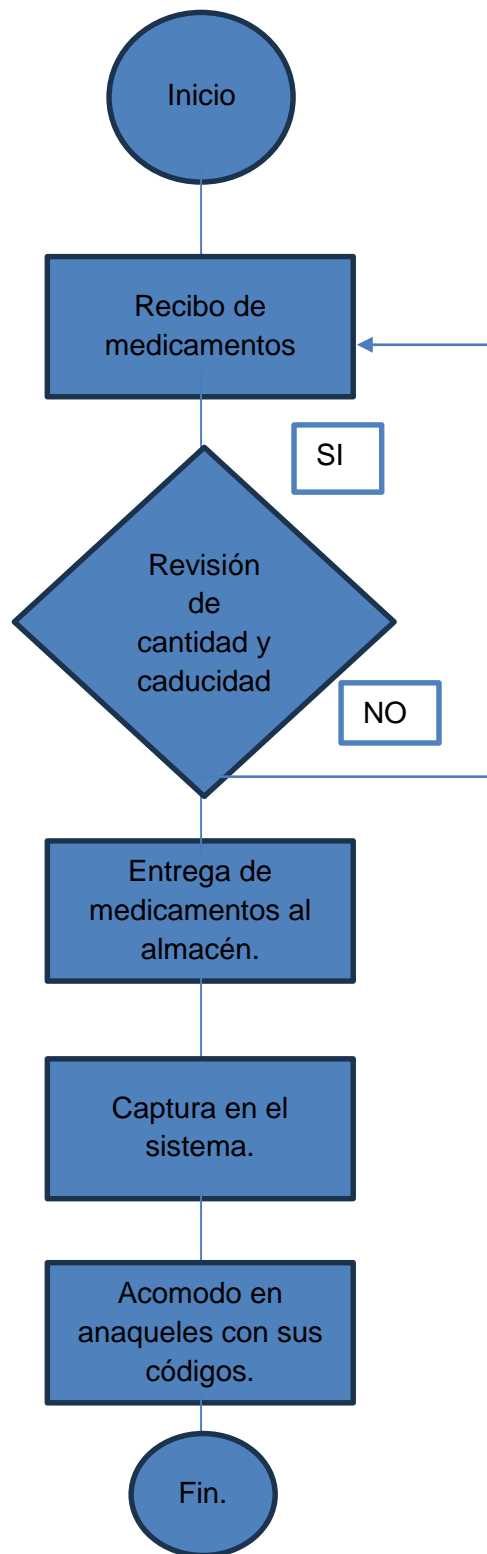 Inicio
Recibo de
medicamentos
SI
Revisión
de
cantidad y
caducidad
NO
Entrega de
medicamentos al
almacén.
Captura en el
sistema.
Acomodo en
anaqueles con sus
códigos.
Fin.